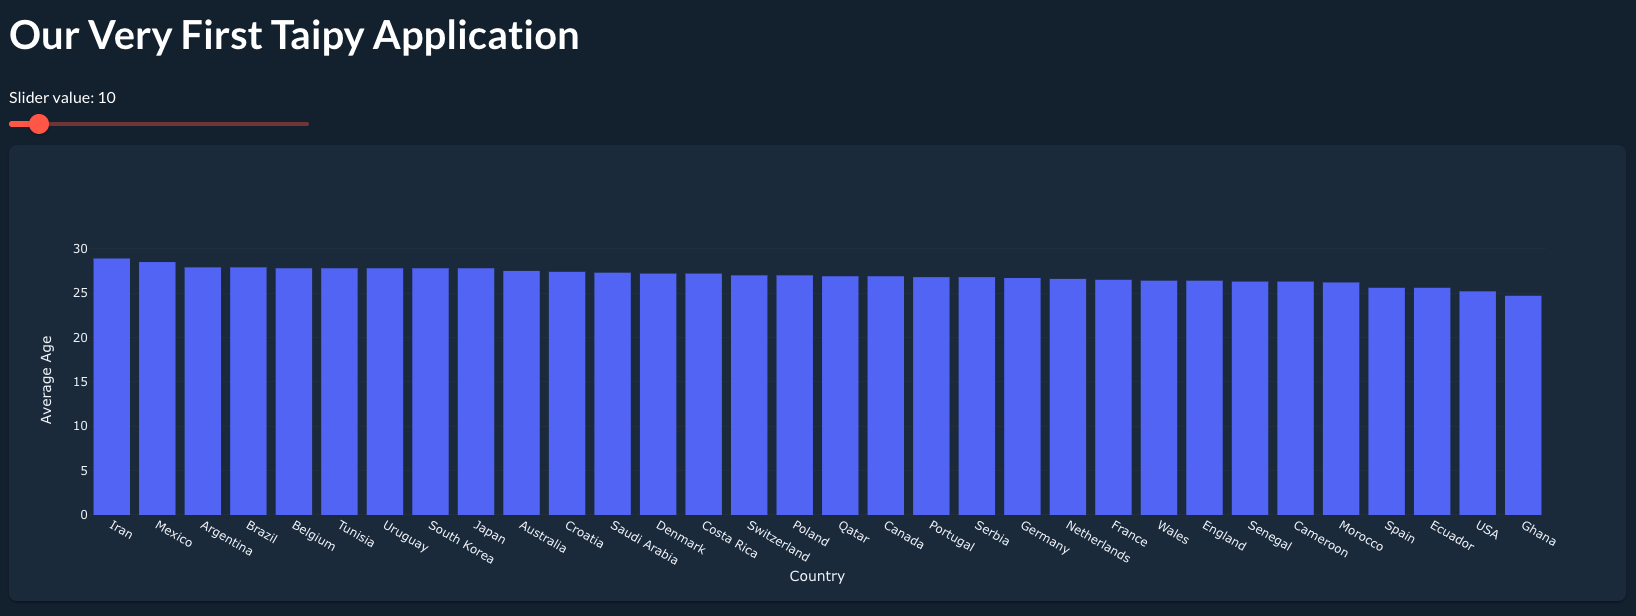 Our Very First Taipy Application
Slider value: 10
30
25
20
15
10
5
0
Average Age
Iran
Mexico
Argentina
Brazil
Belgium
Tunisia
Uruguay
South Korea
Japan
Australia
Croatia
Saudi Arabia
Denmark
Costa Rica
Switzerland
Poland
Qatar
Canada
Portugal
Serbia
Germany
Netherlands
France
Wales
England
Senegal
Cameroon
Morocco
Spain
Ecuador
USA
Ghana
Country